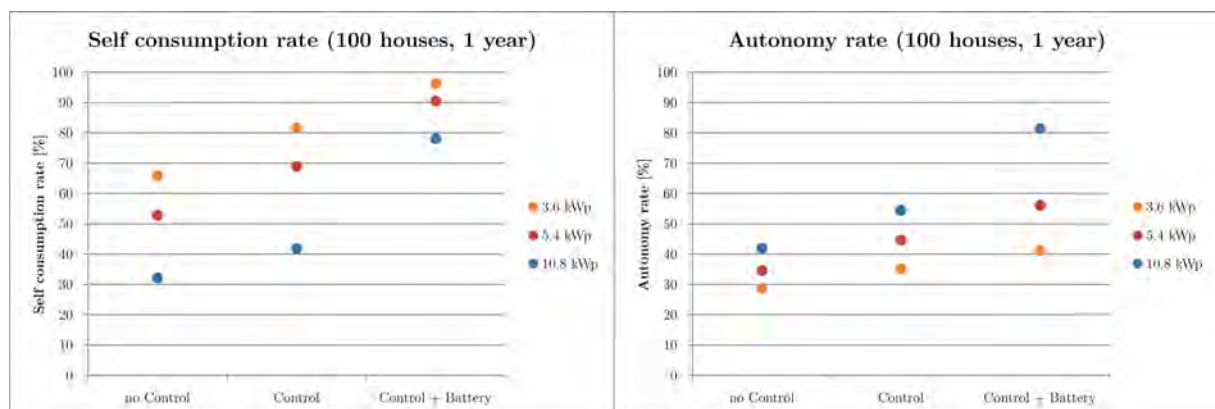 Self consumption rate (100 houses, 1 year)
Self consumption rate [%]
100
90
80
70
60
50
40
30
20
10
0
no Control
Control
Control + Battery
3.6 kWp
5.4 kWp
10.8 kWp
Autonomy rate (100 houses, 1 year)
Autonomy rate [%]
100
90
80
70
60
50
40
30
20
10
0
no Control
Control
Control + Battery
3.6 kWp
5.4 kWp
10.8 kWp